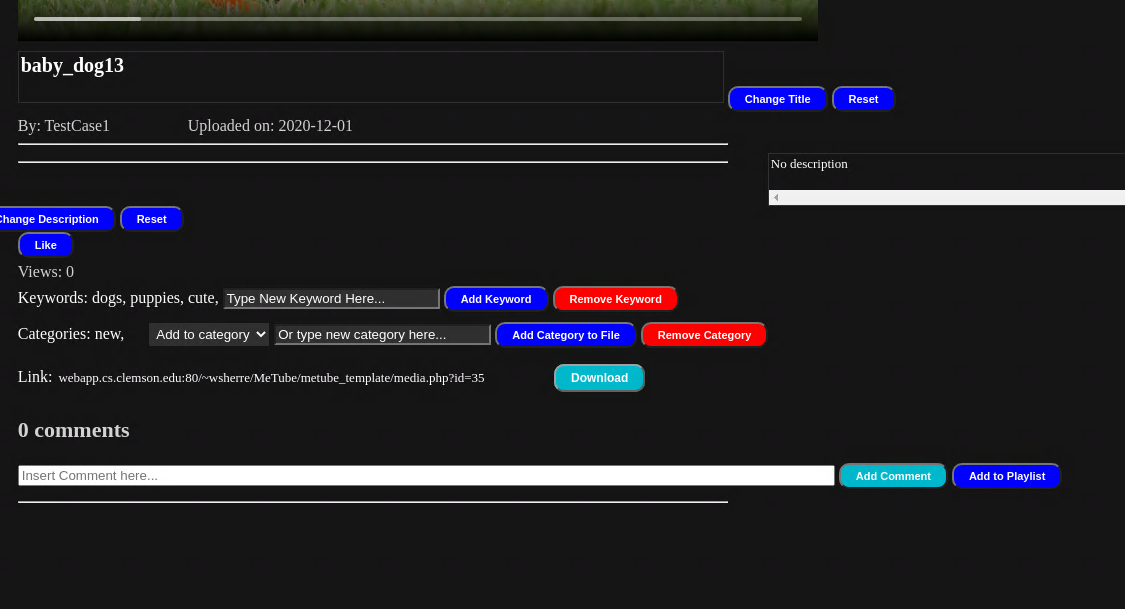 baby_dog13
Change Title Reset
By: TestCase1 Uploaded on: 2020-12-01
No description
Change Description Reset
Like
Views: 0
Keywords: dogs, puppies, cute, Type New Keyword Here... Add Keyword Remove Keyword
Categories: new, Add to category Or type new category here... Add Category to File Remove Category
Link: webapp.cs.clemson.edu:80/~wsherre/MeTube/metube_template/media.php?id=35 Download
0 comments
Insert Comment here... Add Comment Add to Playlist